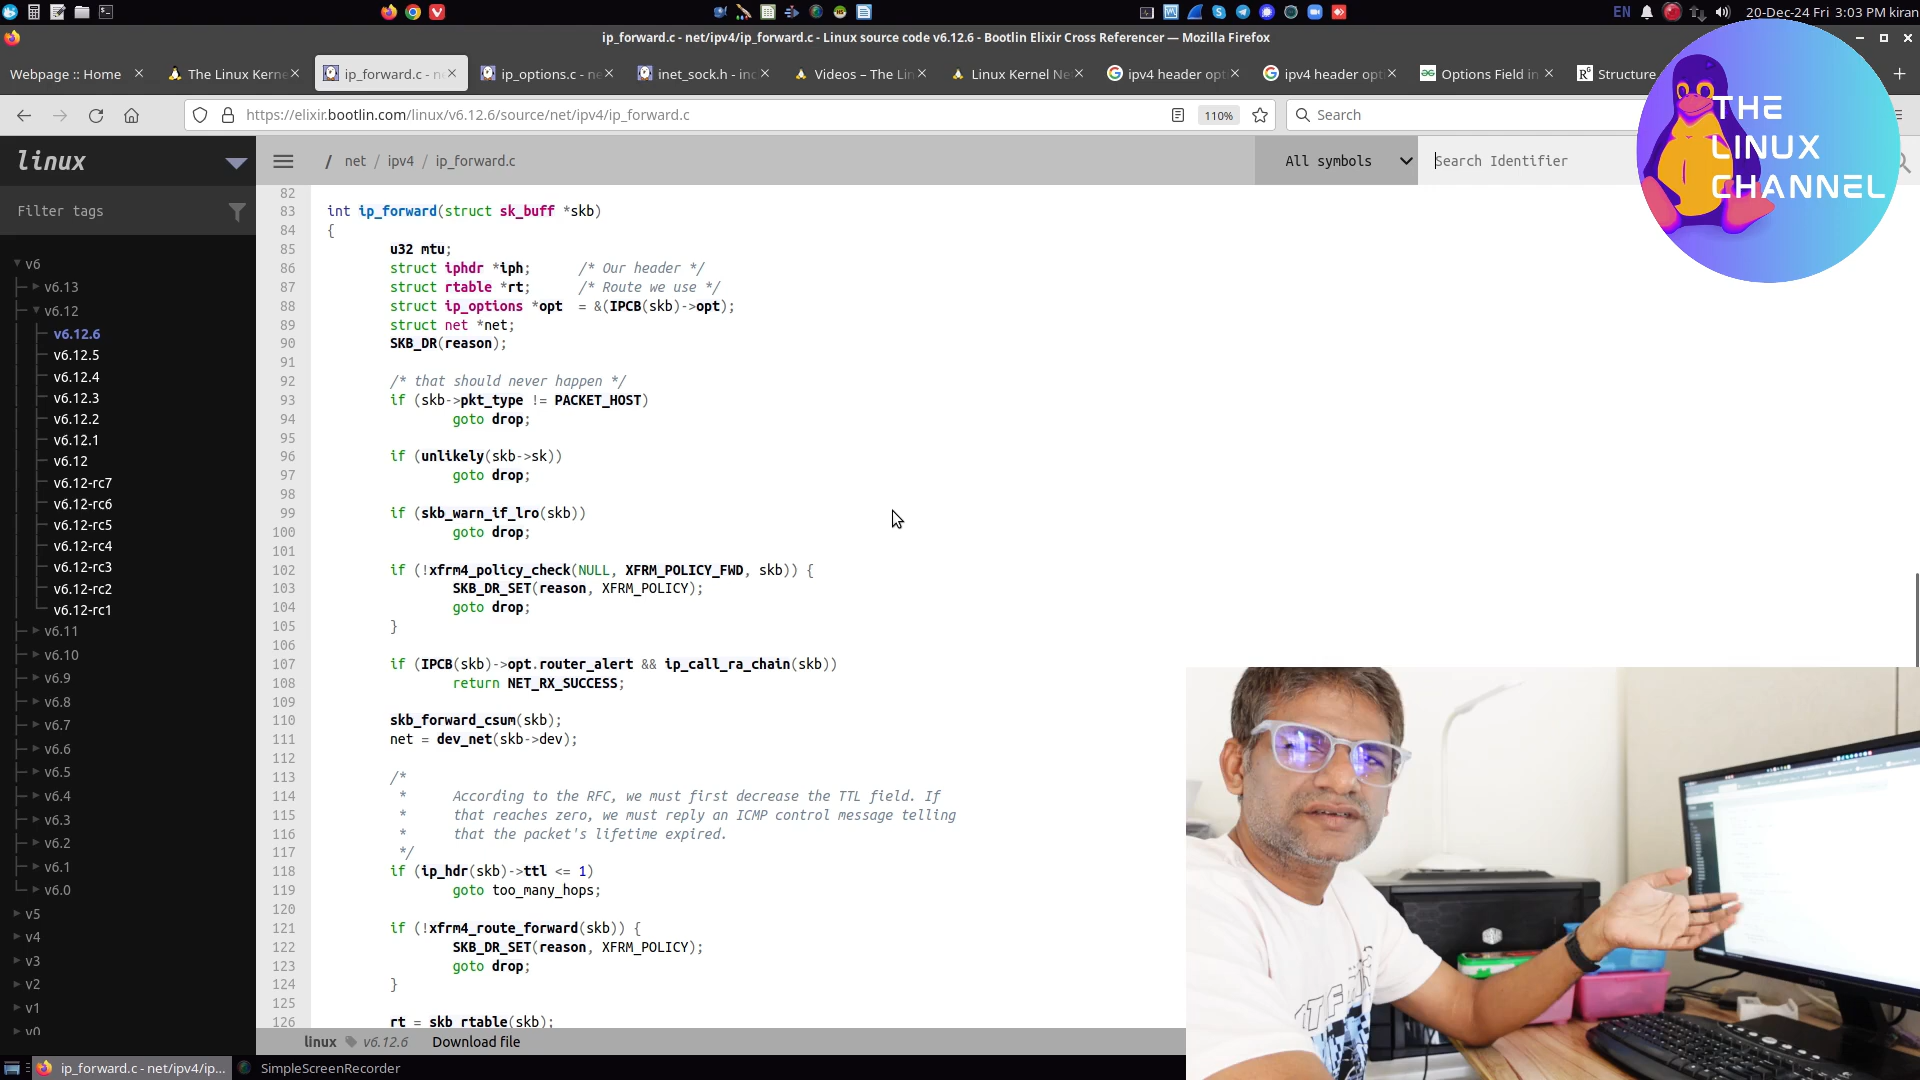 EN
20-Dec-24 Fri 3:03 PM kiran
ip_forward.c - net/ipv4/ip_forward.c - Linux source code v6.12.6 - Bootlin Elixir Cross Referencer — Mozilla Firefox
Webpage :: Home
The Linux Kerne
ip_forward.c - n
ip_options.c - ne
inet_sock.h - inc
Videos – The Lin
Linux Kernel Ne
ipv4 header opt
ipv4 header opt
Options Field in
Structure
https://elixir.bootlin.com/linux/v6.12.6/source/net/ipv4/ip_forward.c
110%
Search
THE
LINUX
CHANNEL
linux
/ net / ipv4 / ip_forward.c
All symbols
Search Identifier
Filter tags
v6
v6.13
v6.12
v6.12.6
v6.12.5
v6.12.4
v6.12.3
v6.12.2
v6.12.1
v6.12
v6.12-rc7
v6.12-rc6
v6.12-rc5
v6.12-rc4
v6.12-rc3
v6.12-rc2
v6.12-rc1
v6.11
v6.10
v6.9
v6.8
v6.7
v6.6
v6.5
v6.4
v6.3
v6.2
v6.1
v6.0
v5
v4
v3
v2
v1
v0
82
83 int ip_forward(struct sk_buff *skb)
84 {
85 u32 mtu;
86 struct iphdr *iph; /* Our header */
87 struct rtable *rt; /* Route we use */
88 struct ip_options *opt = &(IPCB(skb)->opt);
89 struct net *net;
90 SKB_DR(reason);
91
92 /* that should never happen */
93 if (skb->pkt_type != PACKET_HOST)
94 goto drop;
95
96 if (unlikely(skb->sk))
97 goto drop;
98
99 if (skb_warn_if_lro(skb))
100 goto drop;
101
102 if (!xfrm4_policy_check(NULL, XFRM_POLICY_FWD, skb)) {
103 SKB_DR_SET(reason, XFRM_POLICY);
104 goto drop;
105 }
106
107 if (IPCB(skb)->opt.router_alert && ip_call_ra_chain(skb))
108 return NET_RX_SUCCESS;
109
110 skb_forward_csum(skb);
111 net = dev_net(skb->dev);
112
113 /*
114 * According to the RFC, we must first decrease the TTL field. If
115 * that reaches zero, we must reply an ICMP control message telling
116 * that the packet's lifetime expired.
117 */
118 if (ip_hdr(skb)->ttl <= 1)
119 goto too_many_hops;
120
121 if (!xfrm4_route_forward(skb)) {
122 SKB_DR_SET(reason, XFRM_POLICY);
123 goto drop;
124 }
125
126 rt = skb_rtable(skb);
linux v6.12.6 Download file
ip_forward.c - net/ipv4/ip...
SimpleScreenRecorder